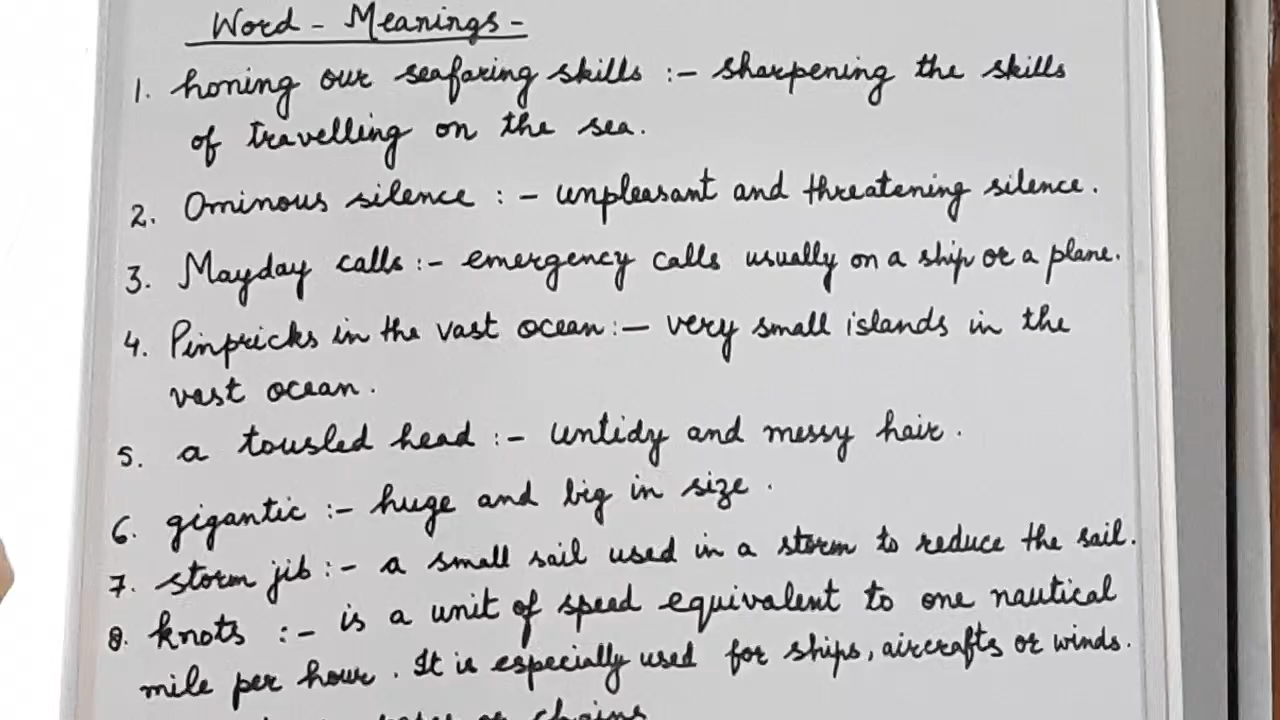 Word - Meanings -
1. honing our seafaring skills :- sharpening the skills
of travelling on the sea.
2. Ominous silence :- unpleasant and threatening silence.
3. Mayday calls :- emergency calls usually on a ship or a plane.
4. Pinpricks in the vast ocean :- very small islands in the
vast ocean.
5. a tousled head :- untidy and messy hair.
6. gigantic :- huge and big in size.
7. storm jib :- a small sail used in a storm to reduce the sail.
8. knots :- is a unit of speed equivalent to one nautical
mile per hour. It is especially used for ships, aircrafts or winds.
or chains